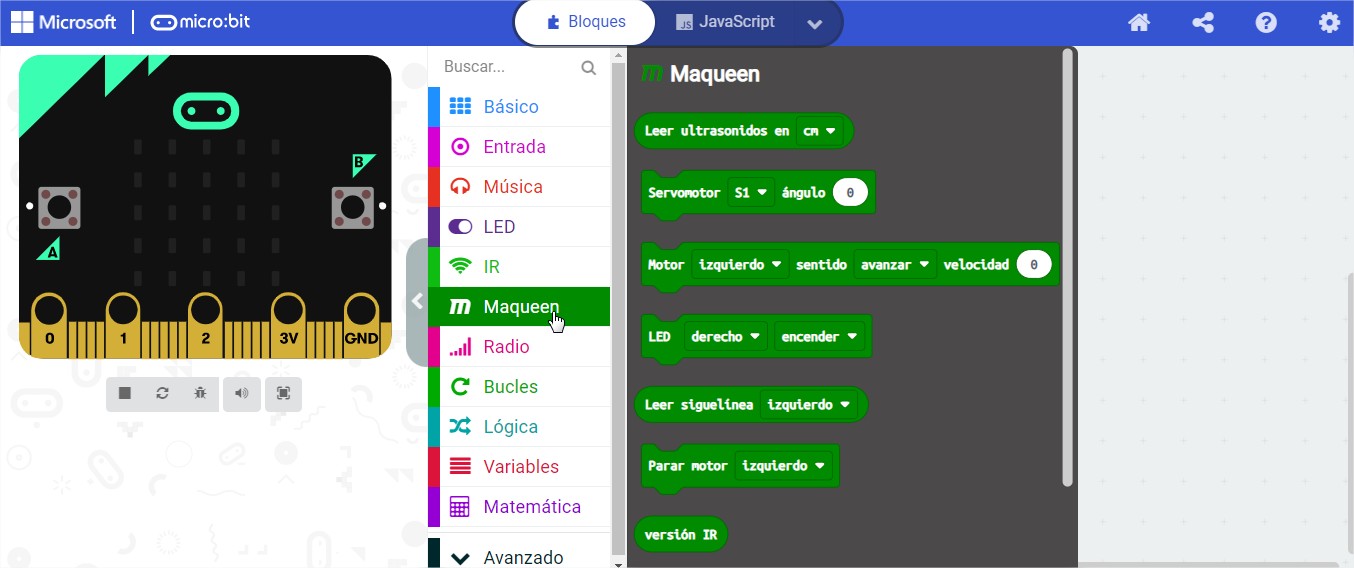 Microsoft
micro:bit
Bloques
JS JavaScript
B
A
0 1 2 3V GND
Buscar...
Básico
Entrada
Música
LED
IR
Maqueen
Radio
Bucles
Lógica
Variables
Matemática
Avanzado
m Maqueen
Leer ultrasonidos en cm
Servomotor S1 ángulo 0
Motor izquierdo sentido avanzar velocidad 0
LED derecho encender
Leer siguelínea izquierdo
Parar motor izquierdo
versión IR